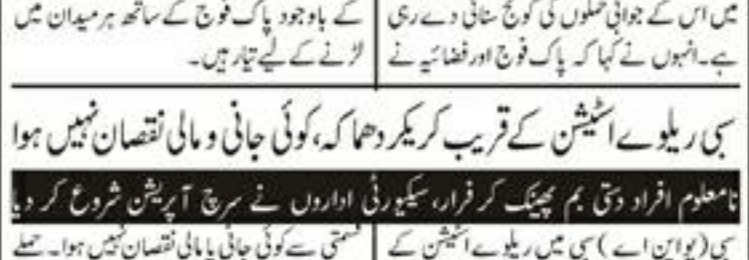 میں اس کے جوابی حملوں کی گونج سنائی دے رہی
ہے۔انہوں نے کہا کہ پاک فوج اور فضائیہ نے
کے باوجود پاک فوج کے ساتھ ہر میدان میں
لڑنے کے لیے تیار ہیں۔
سبی ریلوے اسٹیشن کے قریب کریکر دھماکہ، کوئی جانی و مالی نقصان نہیں ہوا
نامعلوم افراد دستی بم پھینک کر فرار، سیکیورٹی اداروں نے سرچ آپریشن شروع کر دیا
سبی (یو این اے) سبی میں ریلوے اسٹیشن کے
قسمتی سے کوئی جانی یا مالی نقصان نہیں ہوا۔ حملے